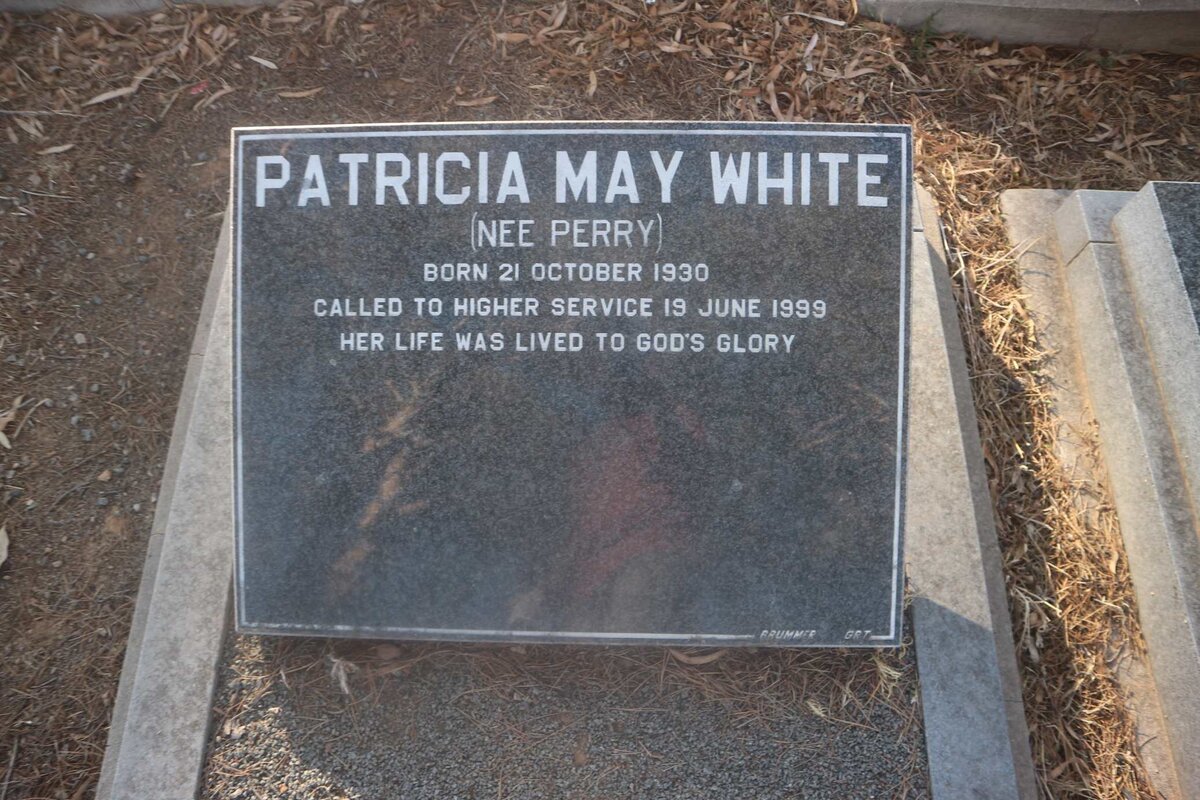 PATRICIA MAY WHITE
(NEE PERRY)
BORN 21 OCTOBER 1930
CALLED TO HIGHER SERVICE 19 JUNE 1999
HER LIFE WAS LIVED TO GOD'S GLORY
BRUMMER GRT